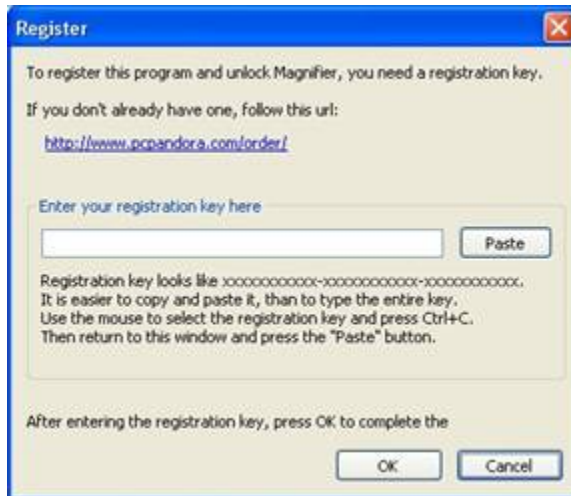 Register
To register this program and unlock Magnifier, you need a registration key.
If you don't already have one, follow this url:
http://www.pcpandora.com/order/
Enter your registration key here
Paste
Registration key looks like xxxxxxxxxxx-xxxxxxxxxxx-xxxxxxxxxxx.
It is easier to copy and paste it, than to type the entire key.
Use the mouse to select the registration key and press Ctrl+C.
Then return to this window and press the "Paste" button.
After entering the registration key, press OK to complete the
OK
Cancel